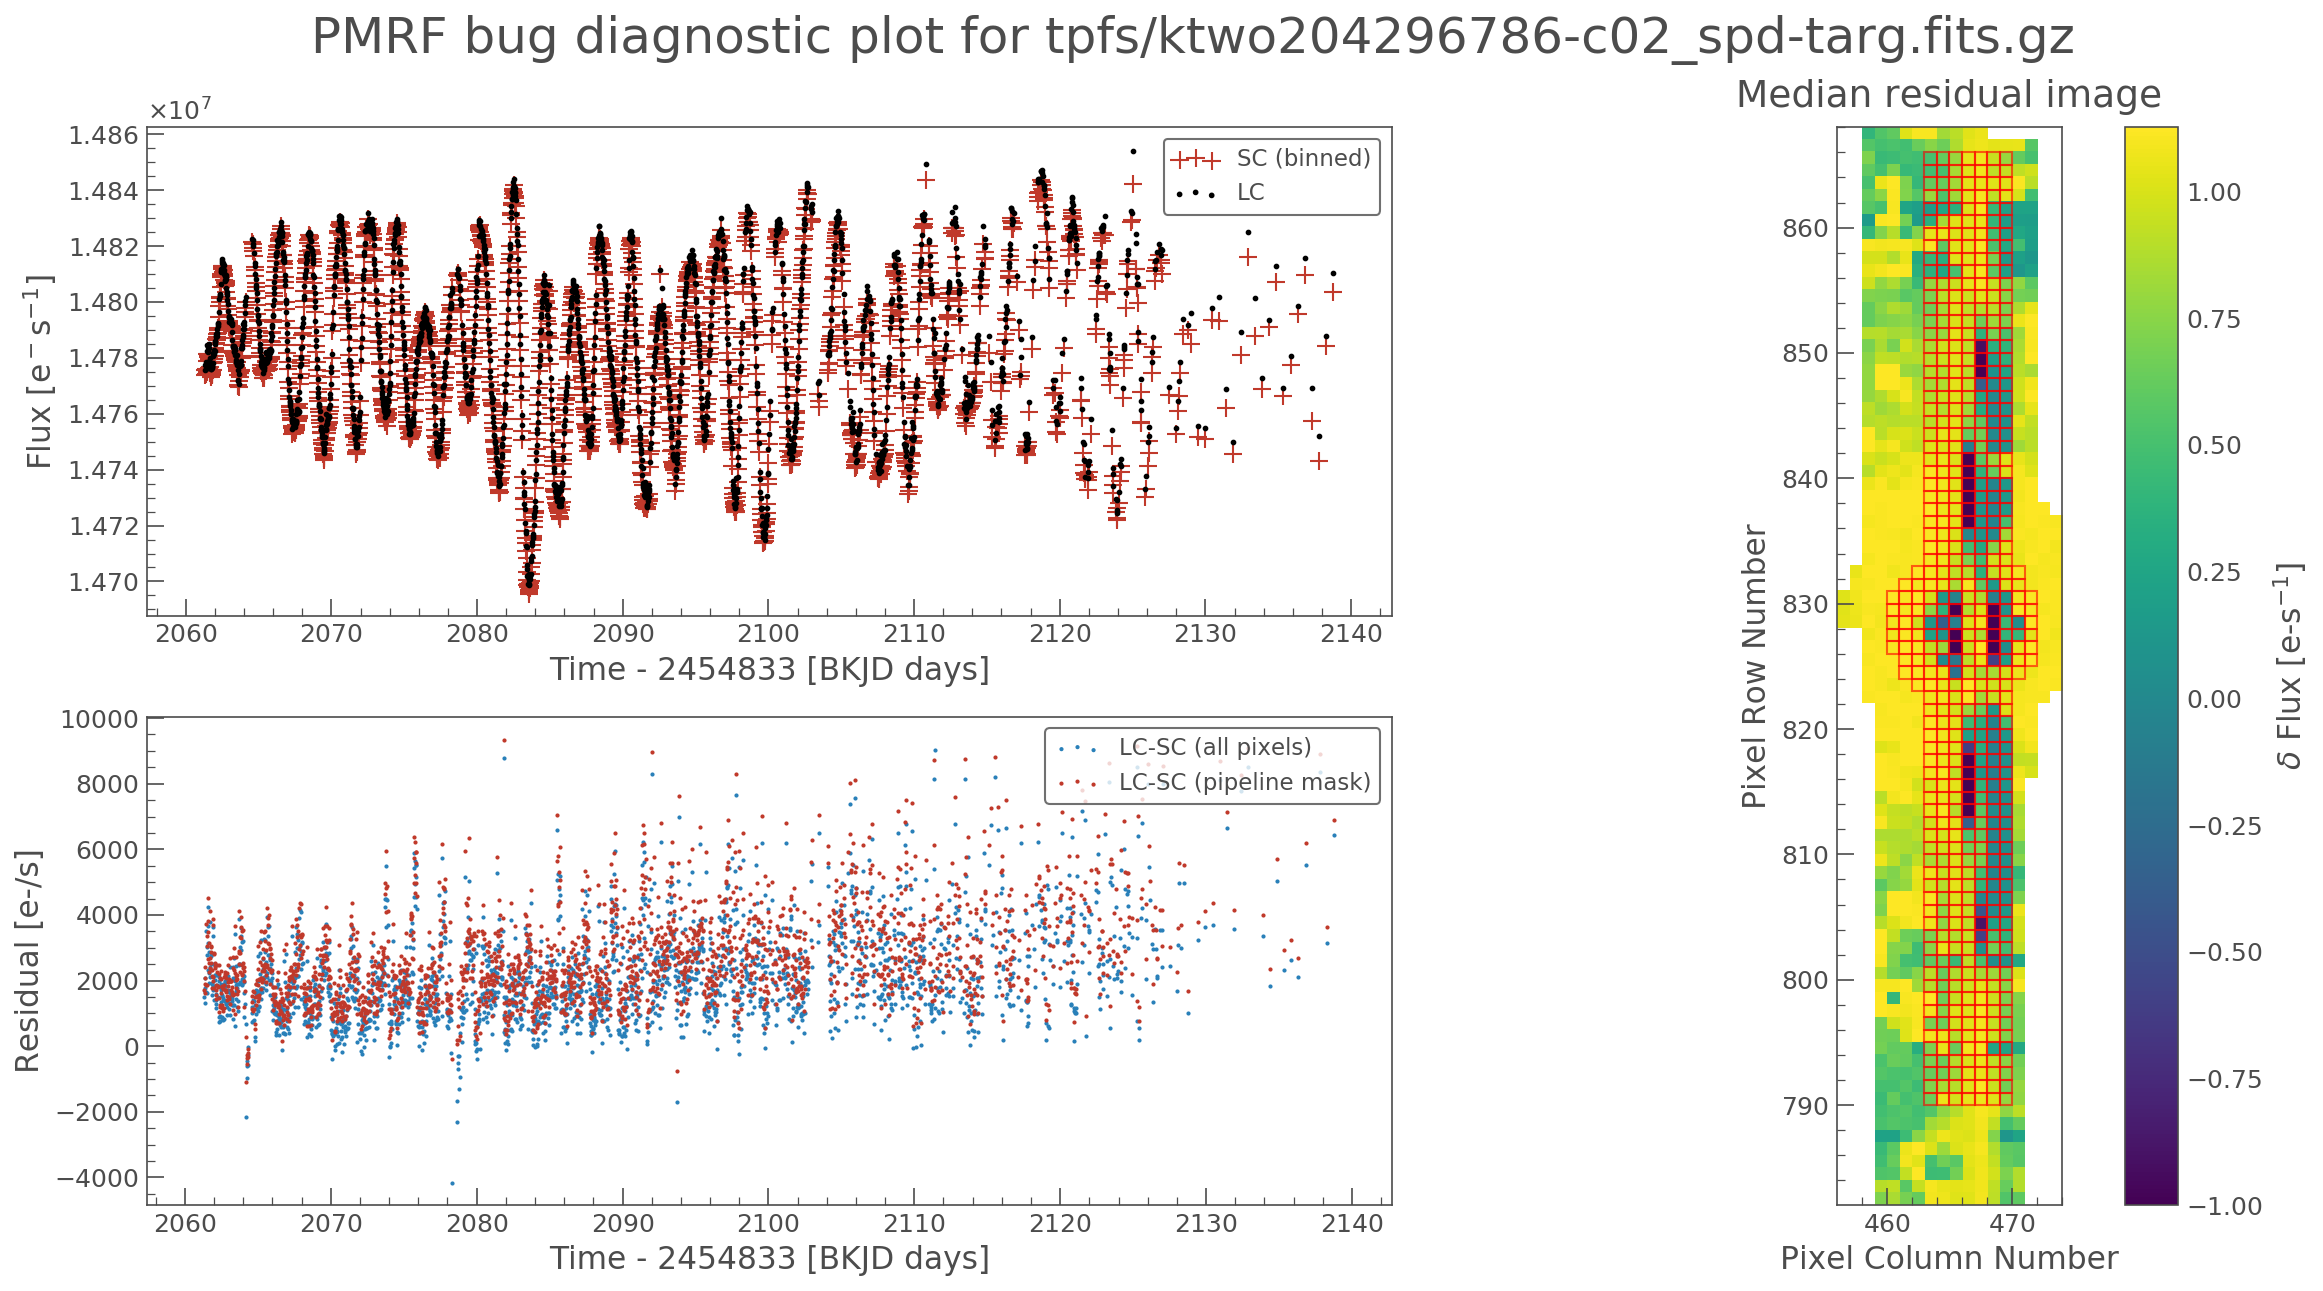 PMRF bug diagnostic plot for tpfs/ktwo204296786-c02_spd-targ.fits.gz
×10⁷
1.486
1.484
1.482
1.480
1.478
1.476
1.474
1.472
1.470
Flux [e⁻ s⁻¹]
SC (binned)
LC
2060 2070 2080 2090 2100 2110 2120 2130 2140
Time - 2454833 [BKJD days]
10000
8000
6000
4000
2000
0
−2000
−4000
Residual [e-/s]
LC-SC (all pixels)
LC-SC (pipeline mask)
2060 2070 2080 2090 2100 2110 2120 2130 2140
Time - 2454833 [BKJD days]
Median residual image
860
850
840
830
820
810
800
790
Pixel Row Number
460 470
Pixel Column Number
1.00
0.75
0.50
0.25
0.00
−0.25
−0.50
−0.75
−1.00
δ Flux [e-s⁻¹]